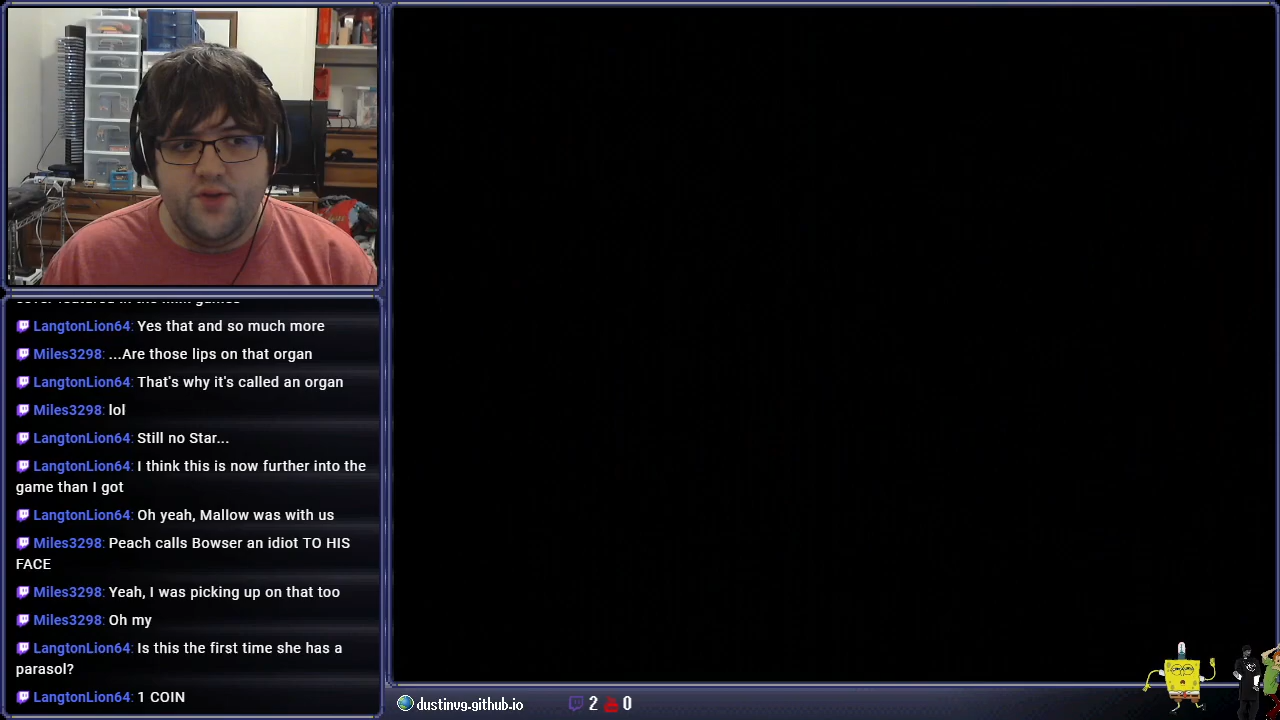 LangtonLion64: Yes that and so much more
Miles3298: ...Are those lips on that organ
LangtonLion64: That's why it's called an organ
Miles3298: lol
LangtonLion64: Still no Star...
LangtonLion64: I think this is now further into the
game than I got
LangtonLion64: Oh yeah, Mallow was with us
Miles3298: Peach calls Bowser an idiot TO HIS
FACE
Miles3298: Yeah, I was picking up on that too
Miles3298: Oh my
LangtonLion64: Is this the first time she has a
parasol?
LangtonLion64: 1 COIN
dustinvg.github.io 2 0